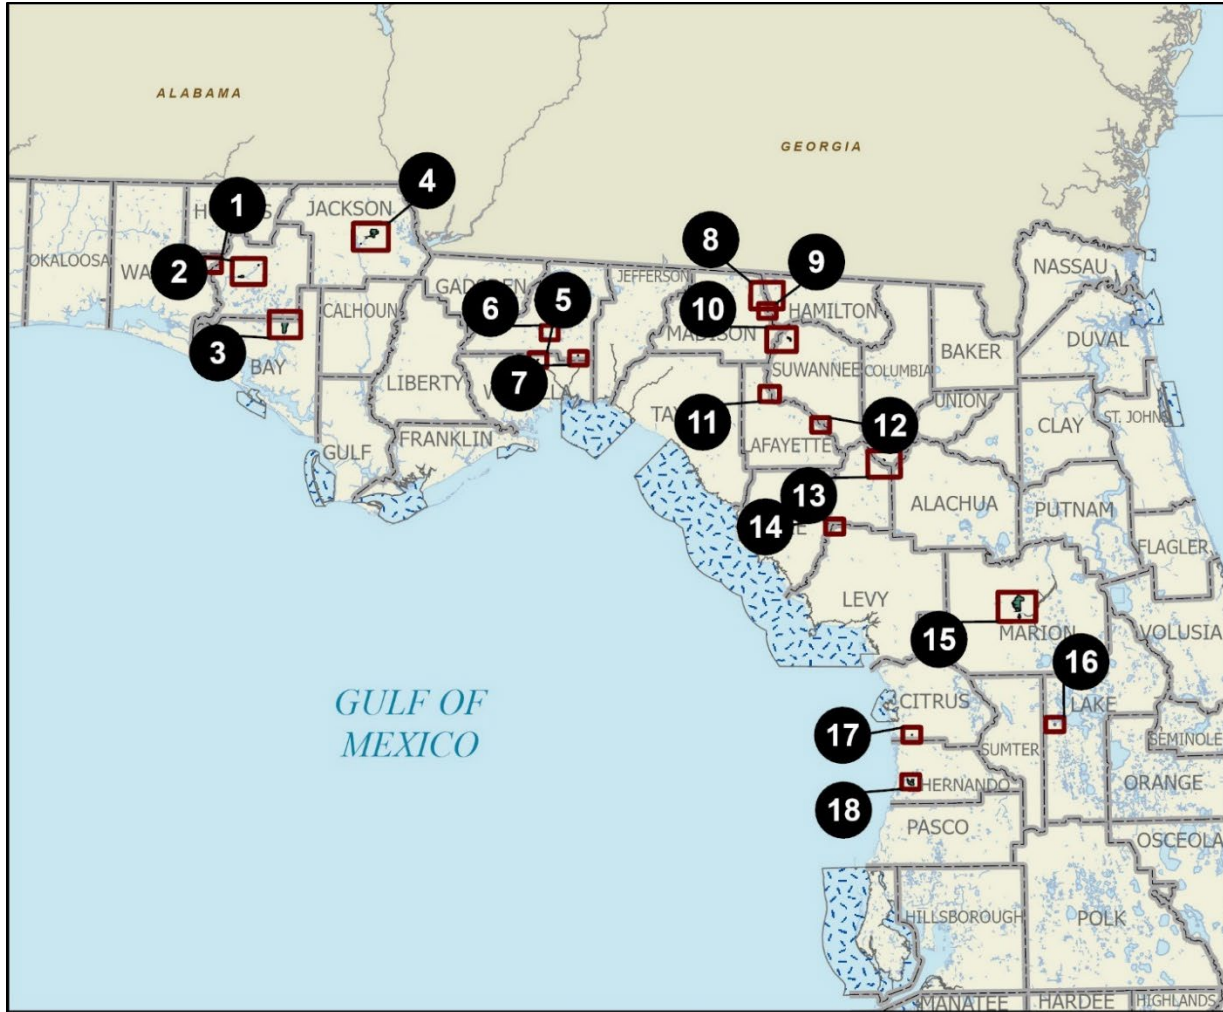 ALABAMA
GEORGIA
4
1
JACKSON
8
9
NASSAU
OKALOOSA
2
JEFFERSON
6
5
HAMILTON
10
CALHOUN
MADISON
DUVAL
3
BAY
7
BAKER
SUWANNEE
COLUMBIA
LIBERTY
UNION
11
12
CLAY
ST. JOHNS
FRANKLIN
LAFAYETTE
GULF
13
ALACHUA
PUTNAM
14
FLAGLER
LEVY
15
MARION
VOLUSIA
16
GULF OF
MEXICO
CITRUS
LAKE
17
SUMTER
SEMINOLE
18
HERNANDO
ORANGE
PASCO
OSCEOLA
HILLSBOROUGH
POLK
MANATEE
HARDEE
HIGHLANDS